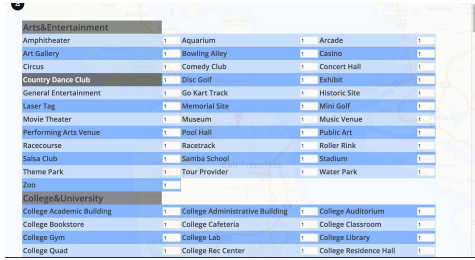 Arts&Entertainment
Amphitheater 1 Aquarium 1 Arcade 1
Art Gallery 1 Bowling Alley 1 Casino 1
Circus 1 Comedy Club 1 Concert Hall 1
Country Dance Club 1 Disc Golf 1 Exhibit 1
General Entertainment 1 Go Kart Track 1 Historic Site 1
Laser Tag 1 Memorial Site 1 Mini Golf 1
Movie Theater 1 Museum 1 Music Venue 1
Performing Arts Venue 1 Pool Hall 1 Public Art 1
Racecourse 1 Racetrack 1 Roller Rink 1
Salsa Club 1 Samba School 1 Stadium 1
Theme Park 1 Tour Provider 1 Water Park 1
Zoo 1
College&University
College Academic Building 1 College Administrative Building 1 College Auditorium 1
College Bookstore 1 College Cafeteria 1 College Classroom 1
College Gym 1 College Lab 1 College Library 1
College Quad 1 College Rec Center 1 College Residence Hall 1